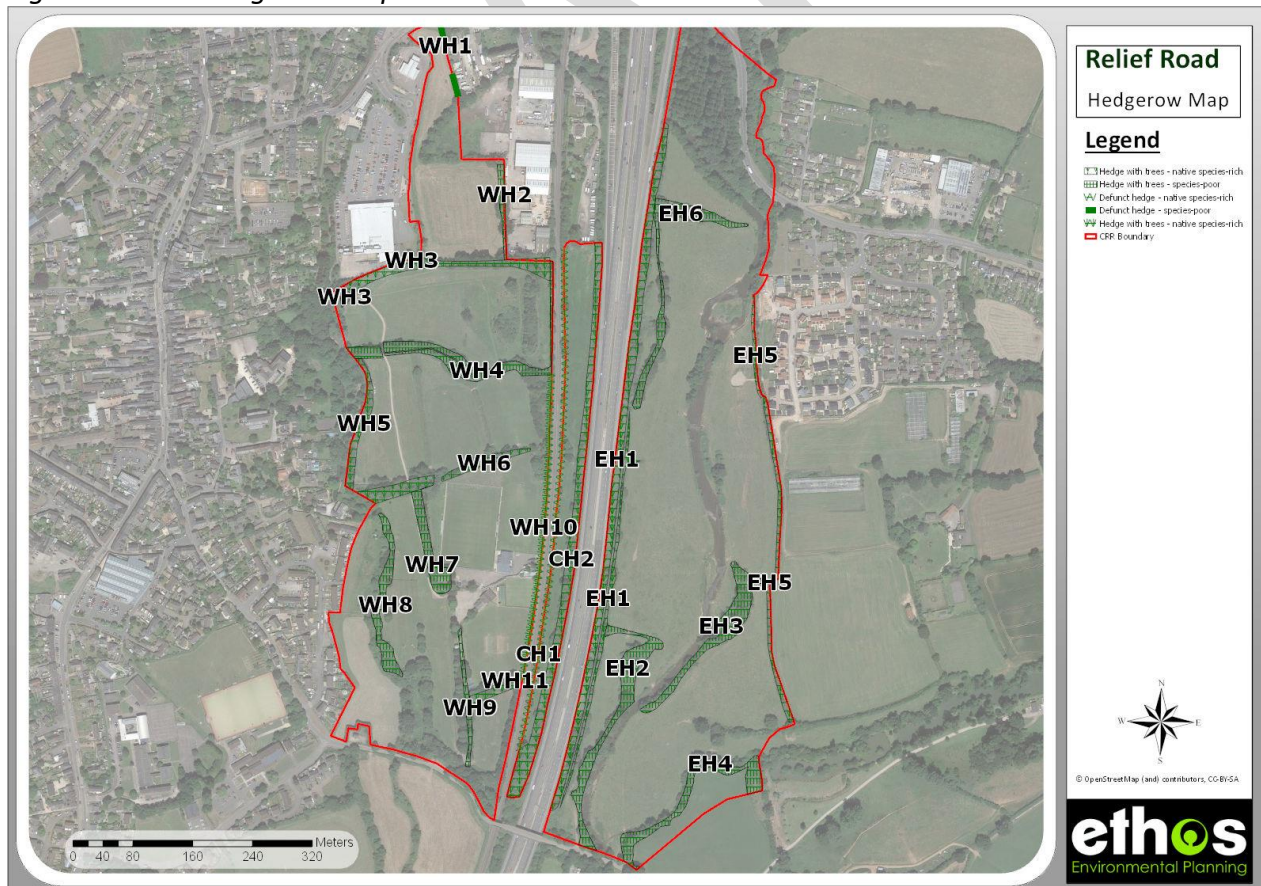 Relief Road
Hedgerow Map
Legend
Hedge with trees - native species-rich
Hedge with trees - species-poor
Defunct hedge - native species-rich
Defunct hedge - species-poor
Hedge with trees - native species-rich
CRR Boundary
WH1
WH2
EH6
WH3
WH3
EH5
WH4
WH5
EH1
WH6
WH10
CH2
WH7
EH5
EH1
WH8
EH3
CH1
EH2
WH11
WH9
EH4
Meters
0 40 80 160 240 320
N
W E
S
© OpenStreetMap (and) contributors, CC-BY-SA
ethos
Environmental Planning